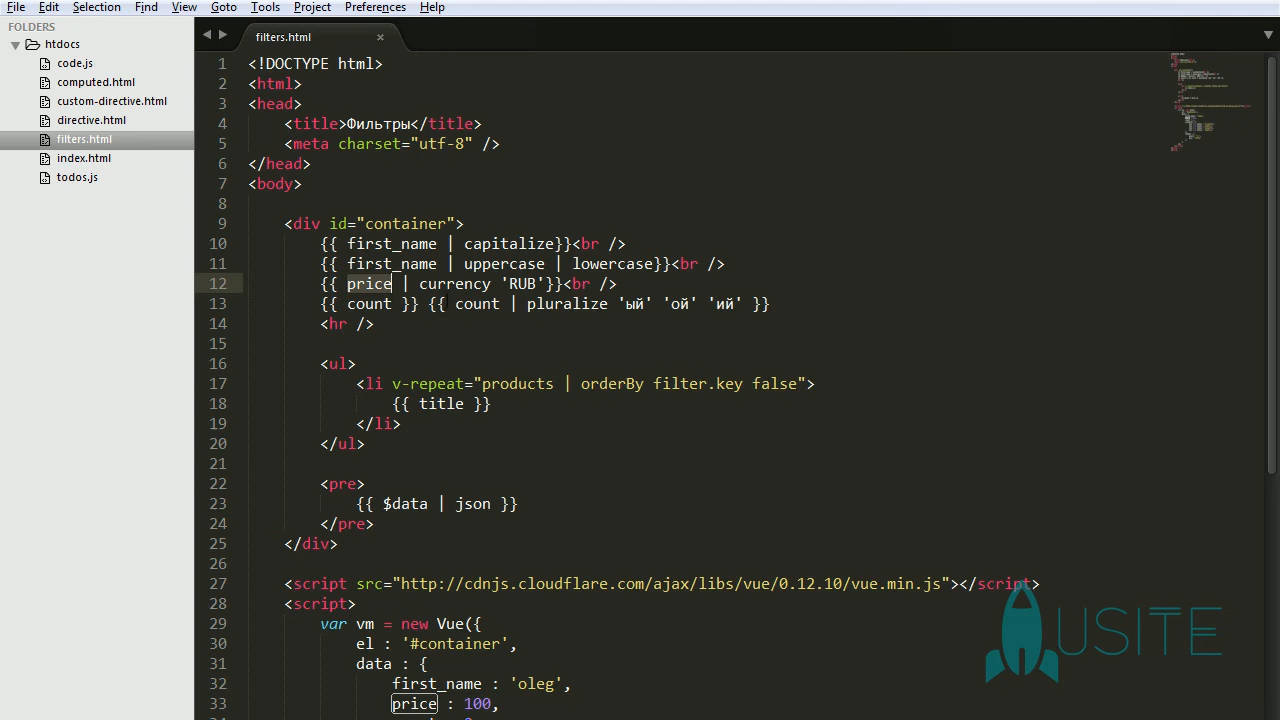 File Edit Selection Find View Goto Tools Project Preferences Help
FOLDERS
htdocs
code.js
computed.html
custom-directive.html
directive.html
filters.html
index.html
todos.js
filters.html
1 <!DOCTYPE html>
2 <html>
3 <head>
4 <title>Фильтры</title>
5 <meta charset="utf-8" />
6 </head>
7 <body>
8
9 <div id="container">
10 {{ first_name | capitalize}}<br />
11 {{ first_name | uppercase | lowercase}}<br />
12 {{ price | currency 'RUB'}}<br />
13 {{ count }} {{ count | pluralize 'ый' 'ой' 'ий' }}
14 <hr />
15
16 <ul>
17 <li v-repeat="products | orderBy filter.key false">
18 {{ title }}
19 </li>
20 </ul>
21
22 <pre>
23 {{ $data | json }}
24 </pre>
25 </div>
26
27 <script src="http://cdnjs.cloudflare.com/ajax/libs/vue/0.12.10/vue.min.js"></script>
28 <script>
29 var vm = new Vue({
30 el : '#container',
31 data : {
32 first_name : 'oleg',
33 price : 100,
USITE